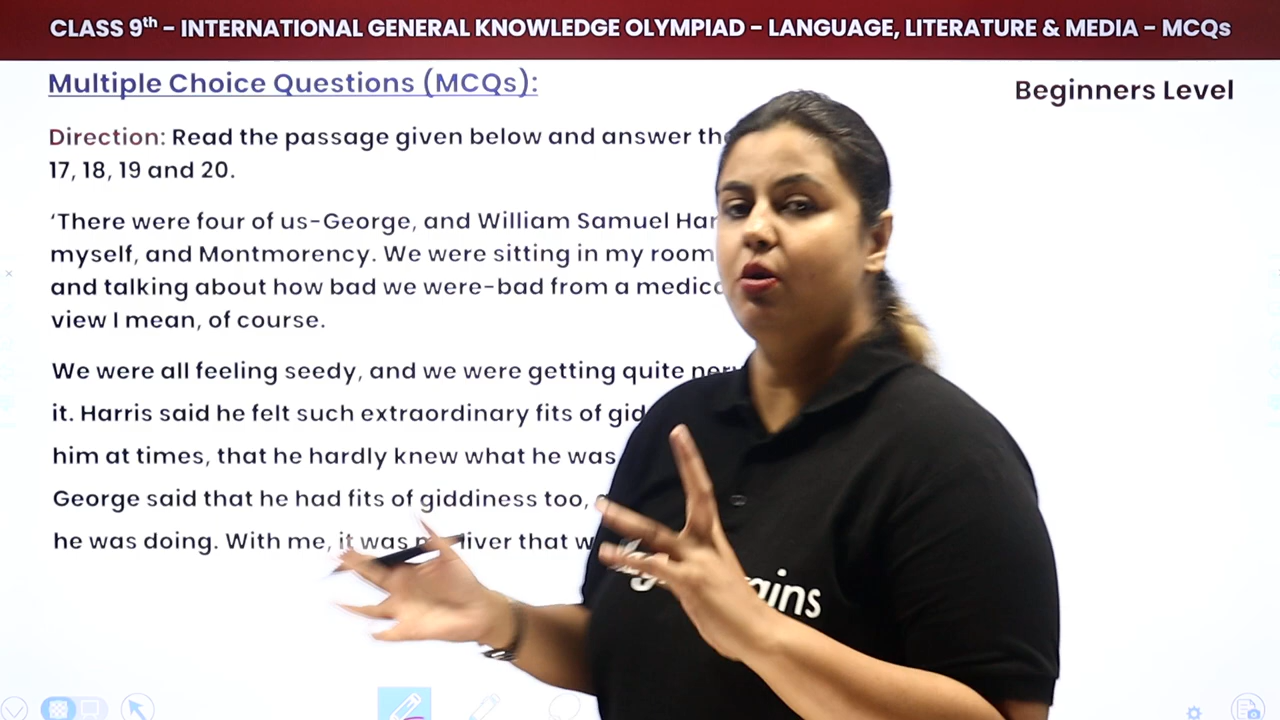 CLASS 9th - INTERNATIONAL GENERAL KNOWLEDGE OLYMPIAD - LANGUAGE, LITERATURE & MEDIA - MCQs
Multiple Choice Questions (MCQs):
Beginners Level
Direction: Read the passage given below and answer
17, 18, 19 and 20.
‘There were four of us-George, and William Samuel
myself, and Montmorency. We were sitting in my room
and talking about how bad we were-bad from a
view I mean, of course.
We were all feeling seedy, and we were getting quite
it. Harris said he felt such extraordinary fits of
him at times, that he hardly knew what he was
George said that he had fits of giddiness too,
he was doing. With me, it was liver that